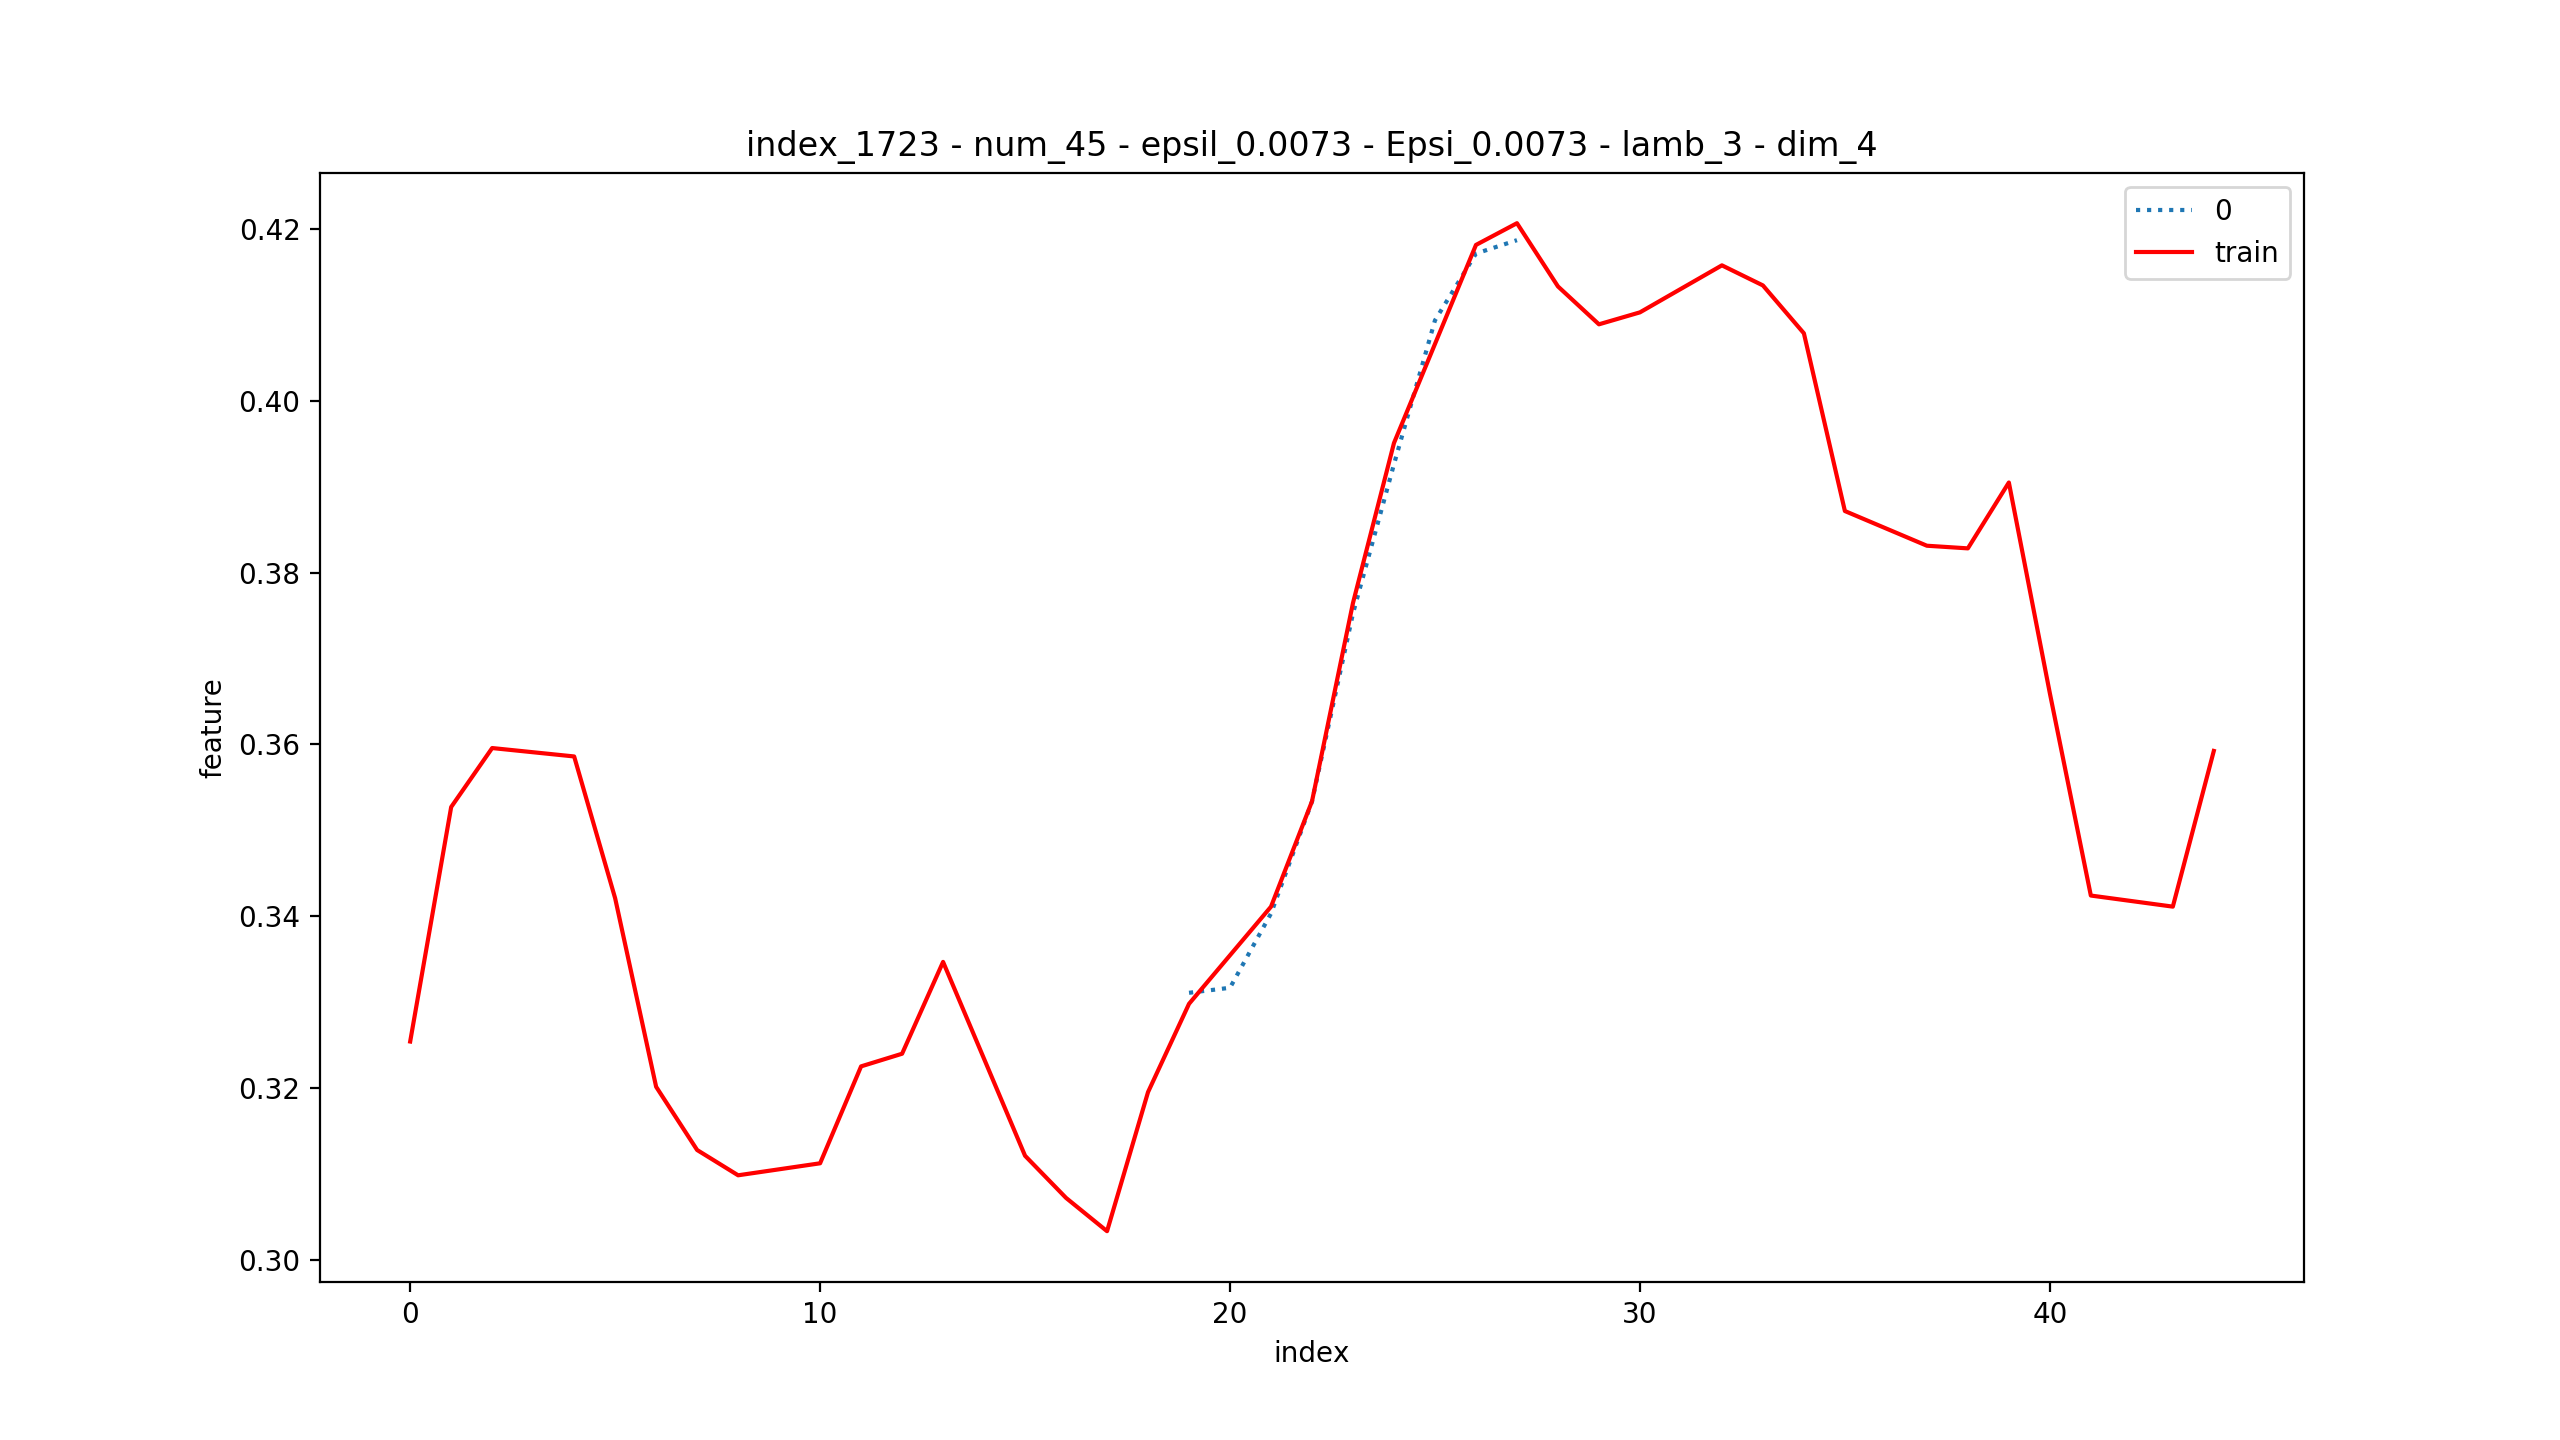 index_1723 - num_45 - epsil_0.0073 - Epsi_0.0073 - lamb_3 - dim_4
0
train
0.42
0.40
0.38
0.36
0.34
0.32
0.30
feature
0 10 20 30 40
index